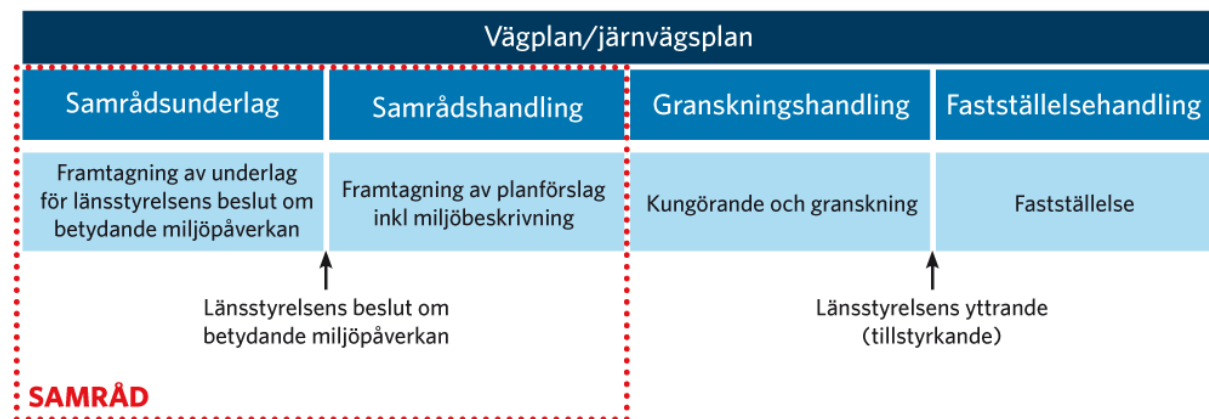 Vägplan/järnvägsplan
Samrådsunderlag
Samrådshandling
Granskningshandling
Fastställelsehandling
Framtagning av underlag
för länsstyrelsens beslut om
betydande miljöpåverkan
Framtagning av planförslag
inkl miljöbeskrivning
Kungörande och granskning
Fastställelse
Länsstyrelsens beslut om
betydande miljöpåverkan
Länsstyrelsens yttrande
(tillstyrkande)
SAMRÅD